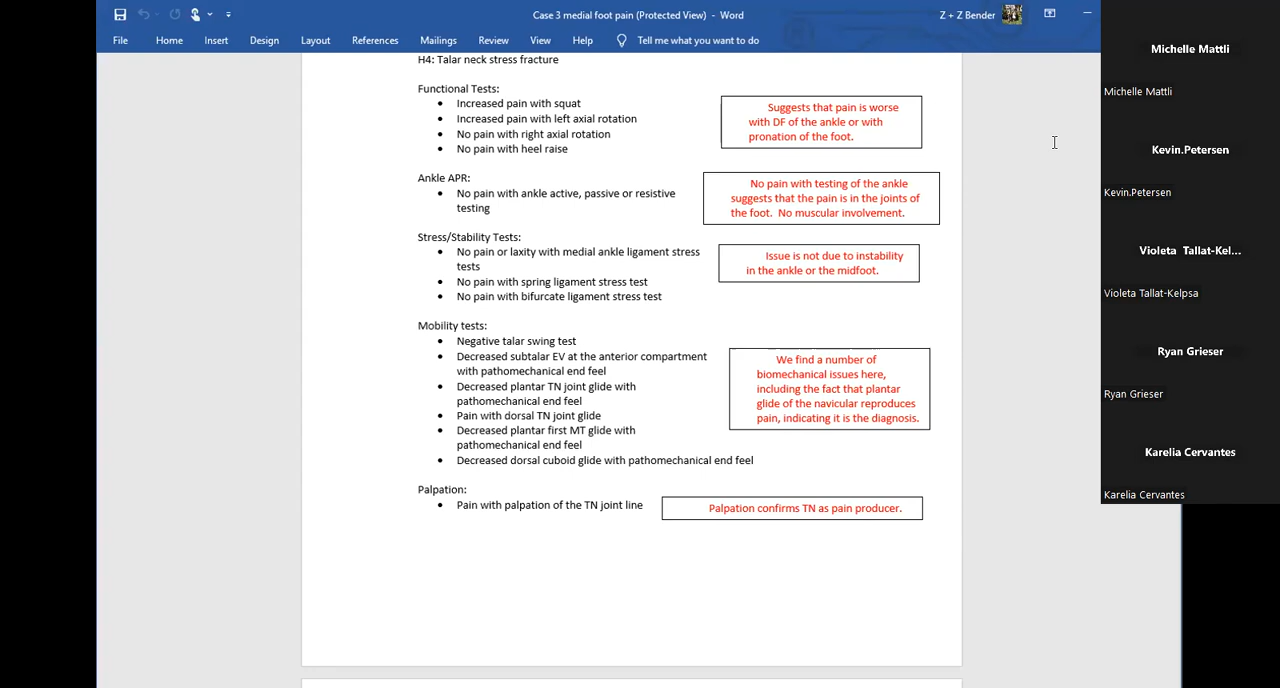 Case 3 medial foot pain (Protected View) - Word
Z + Z Bender
File Home Insert Design Layout References Mailings Review View Help Tell me what you want to do
H4: Talar neck stress fracture
Functional Tests:
• Increased pain with squat
• Increased pain with left axial rotation
• No pain with right axial rotation
• No pain with heel raise
Suggests that pain is worse
with DF of the ankle or with
pronation of the foot.
Ankle APR:
• No pain with ankle active, passive or resistive
testing
No pain with testing of the ankle
suggests that the pain is in the joints of
the foot. No muscular involvement.
Stress/Stability Tests:
• No pain or laxity with medial ankle ligament stress
tests
• No pain with spring ligament stress test
• No pain with bifurcate ligament stress test
Issue is not due to instability
in the ankle or the midfoot.
Mobility tests:
• Negative talar swing test
• Decreased subtalar EV at the anterior compartment
with pathomechanical end feel
• Decreased plantar TN joint glide with
pathomechanical end feel
• Pain with dorsal TN joint glide
• Decreased plantar first MT glide with
pathomechanical end feel
• Decreased dorsal cuboid glide with pathomechanical end feel
We find a number of
biomechanical issues here,
including the fact that plantar
glide of the navicular reproduces
pain, indicating it is the diagnosis.
Palpation:
• Pain with palpation of the TN joint line
Palpation confirms TN as pain producer.
Michelle Mattli
Michelle Mattli
Kevin.Petersen
Kevin.Petersen
Violeta Tallat-Kel...
Violeta Tallat-Kelpsa
Ryan Grieser
Ryan Grieser
Karelia Cervantes
Karelia Cervantes